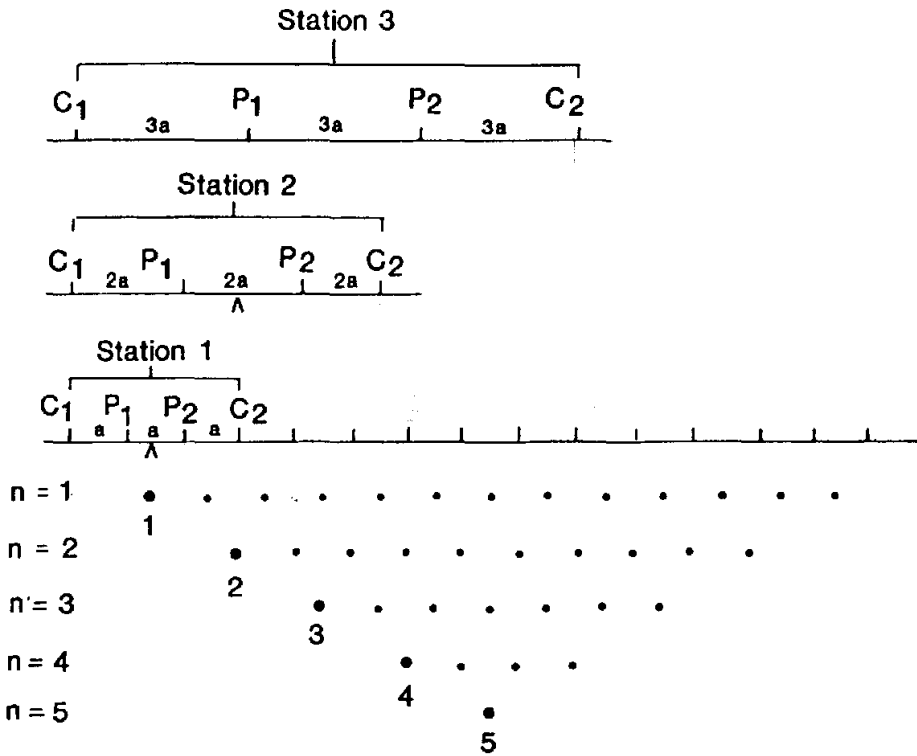 Station 3
C1 P1 P2 C2
3a 3a 3a
Station 2
C1 P1 P2 C2
2a 2a 2a
Station 1
C1 P1 P2 C2
a a a
n = 1
1
n = 2
2
n = 3
3
n = 4
4
n = 5
5